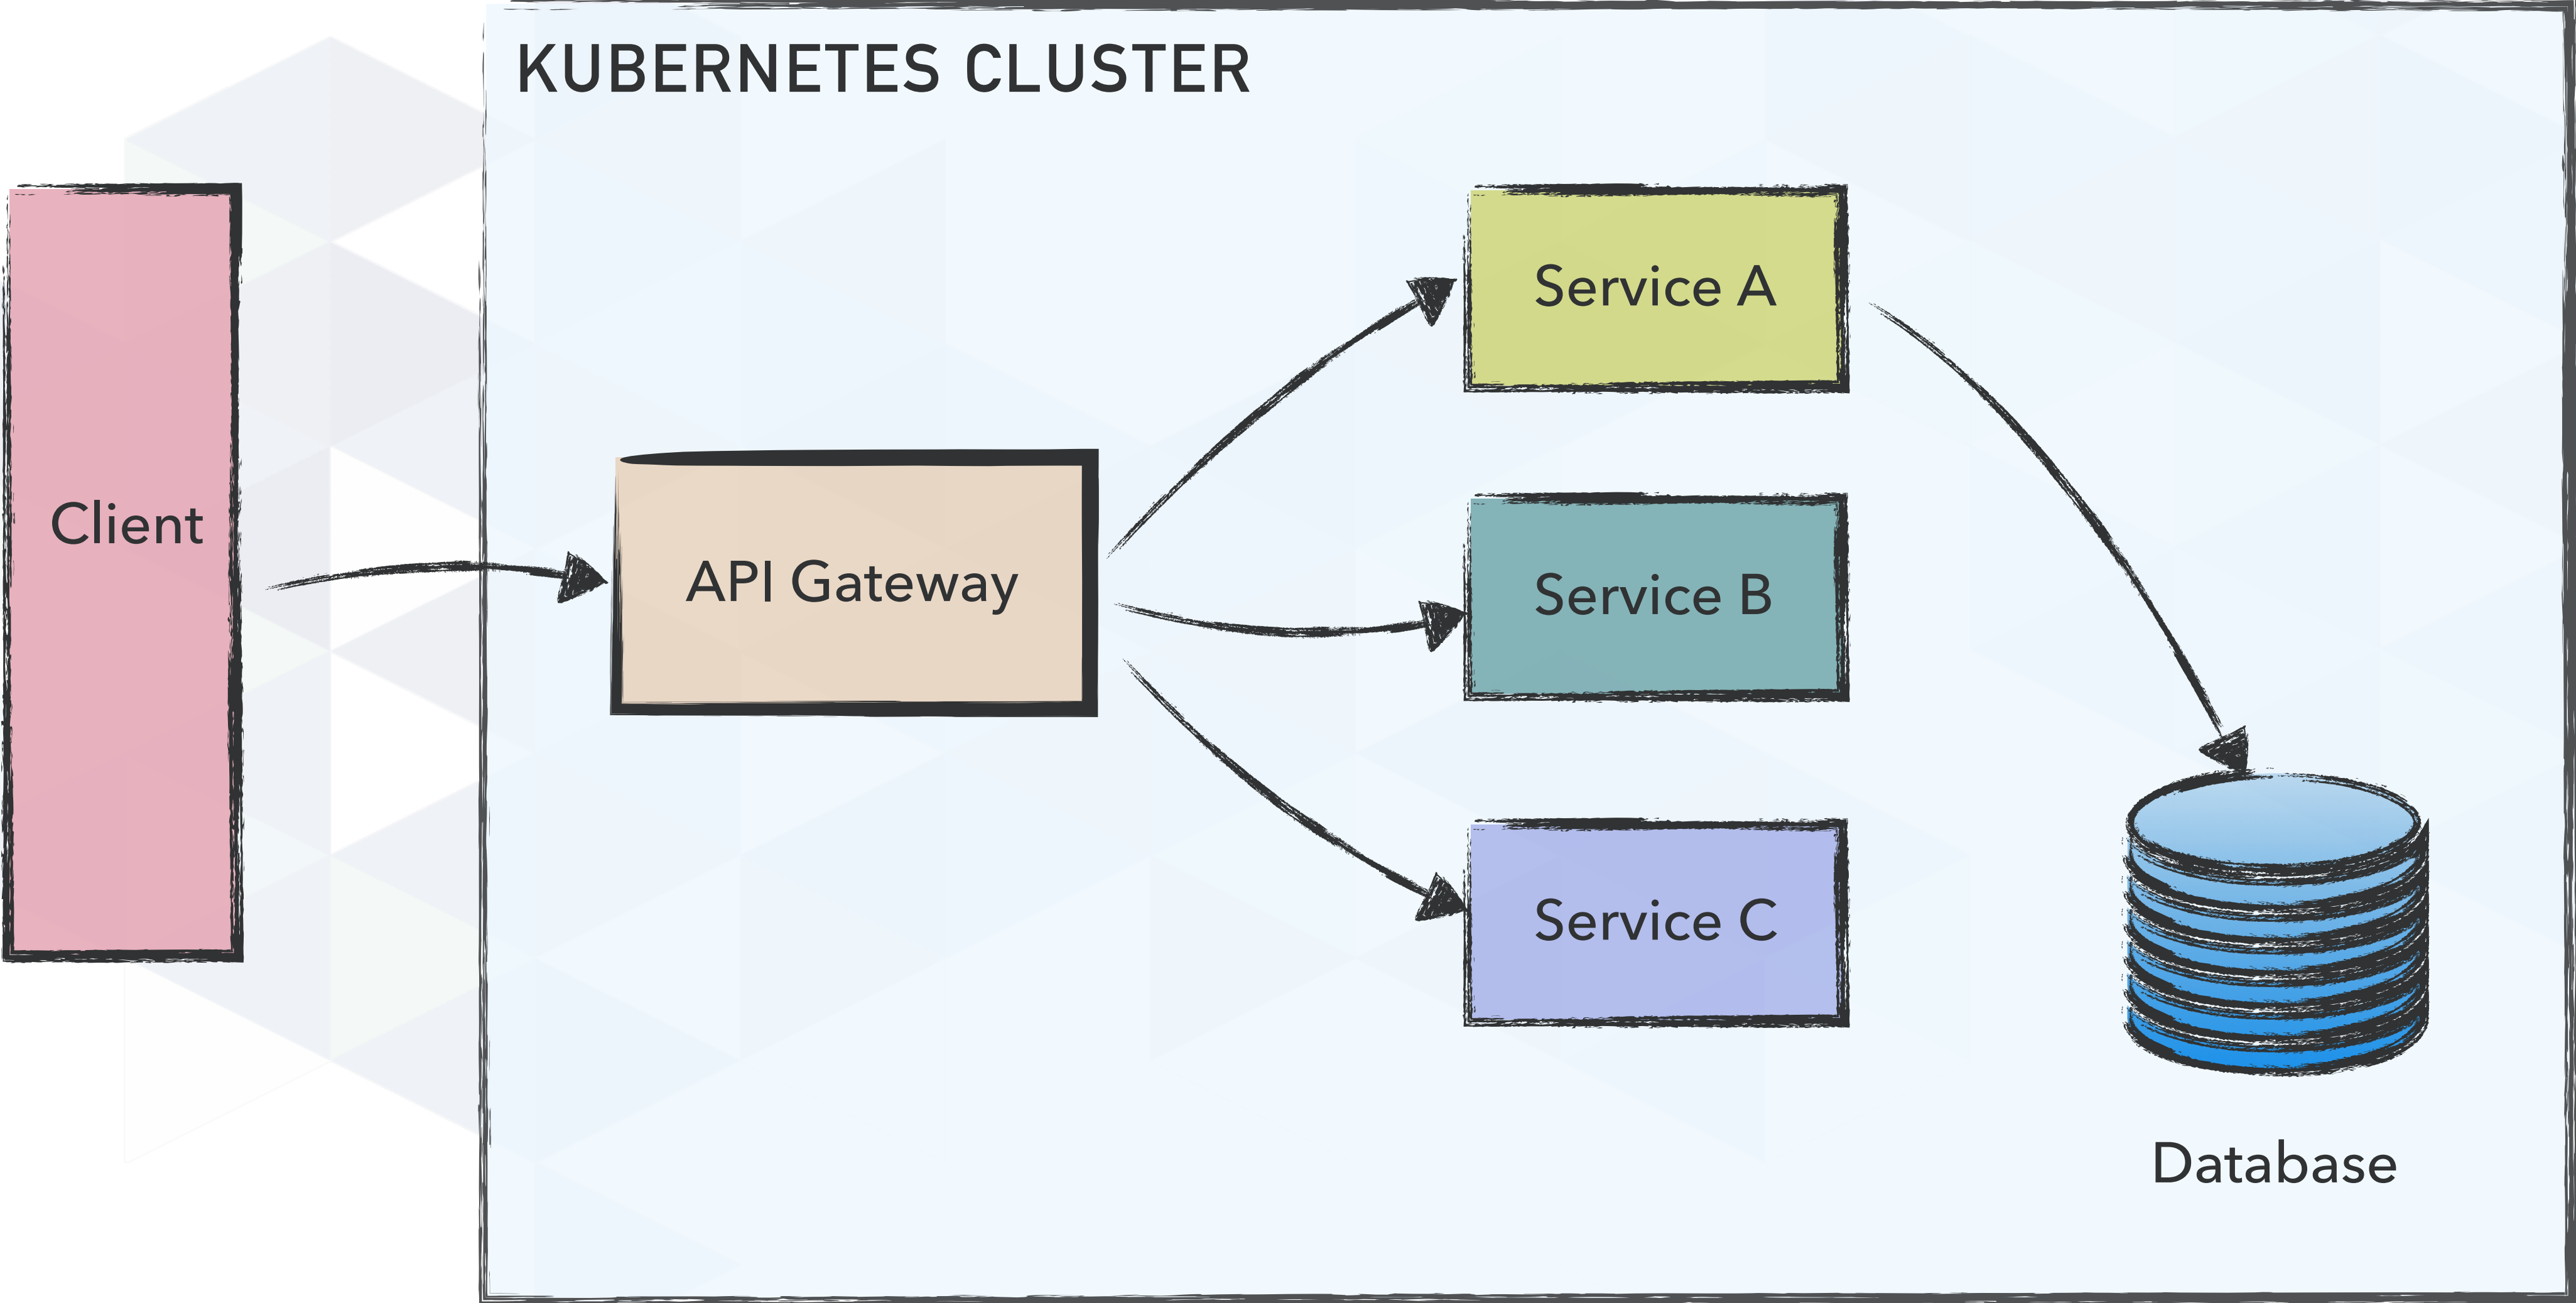 KUBERNETES CLUSTER
Client
API Gateway
Service A
Service B
Service C
Database